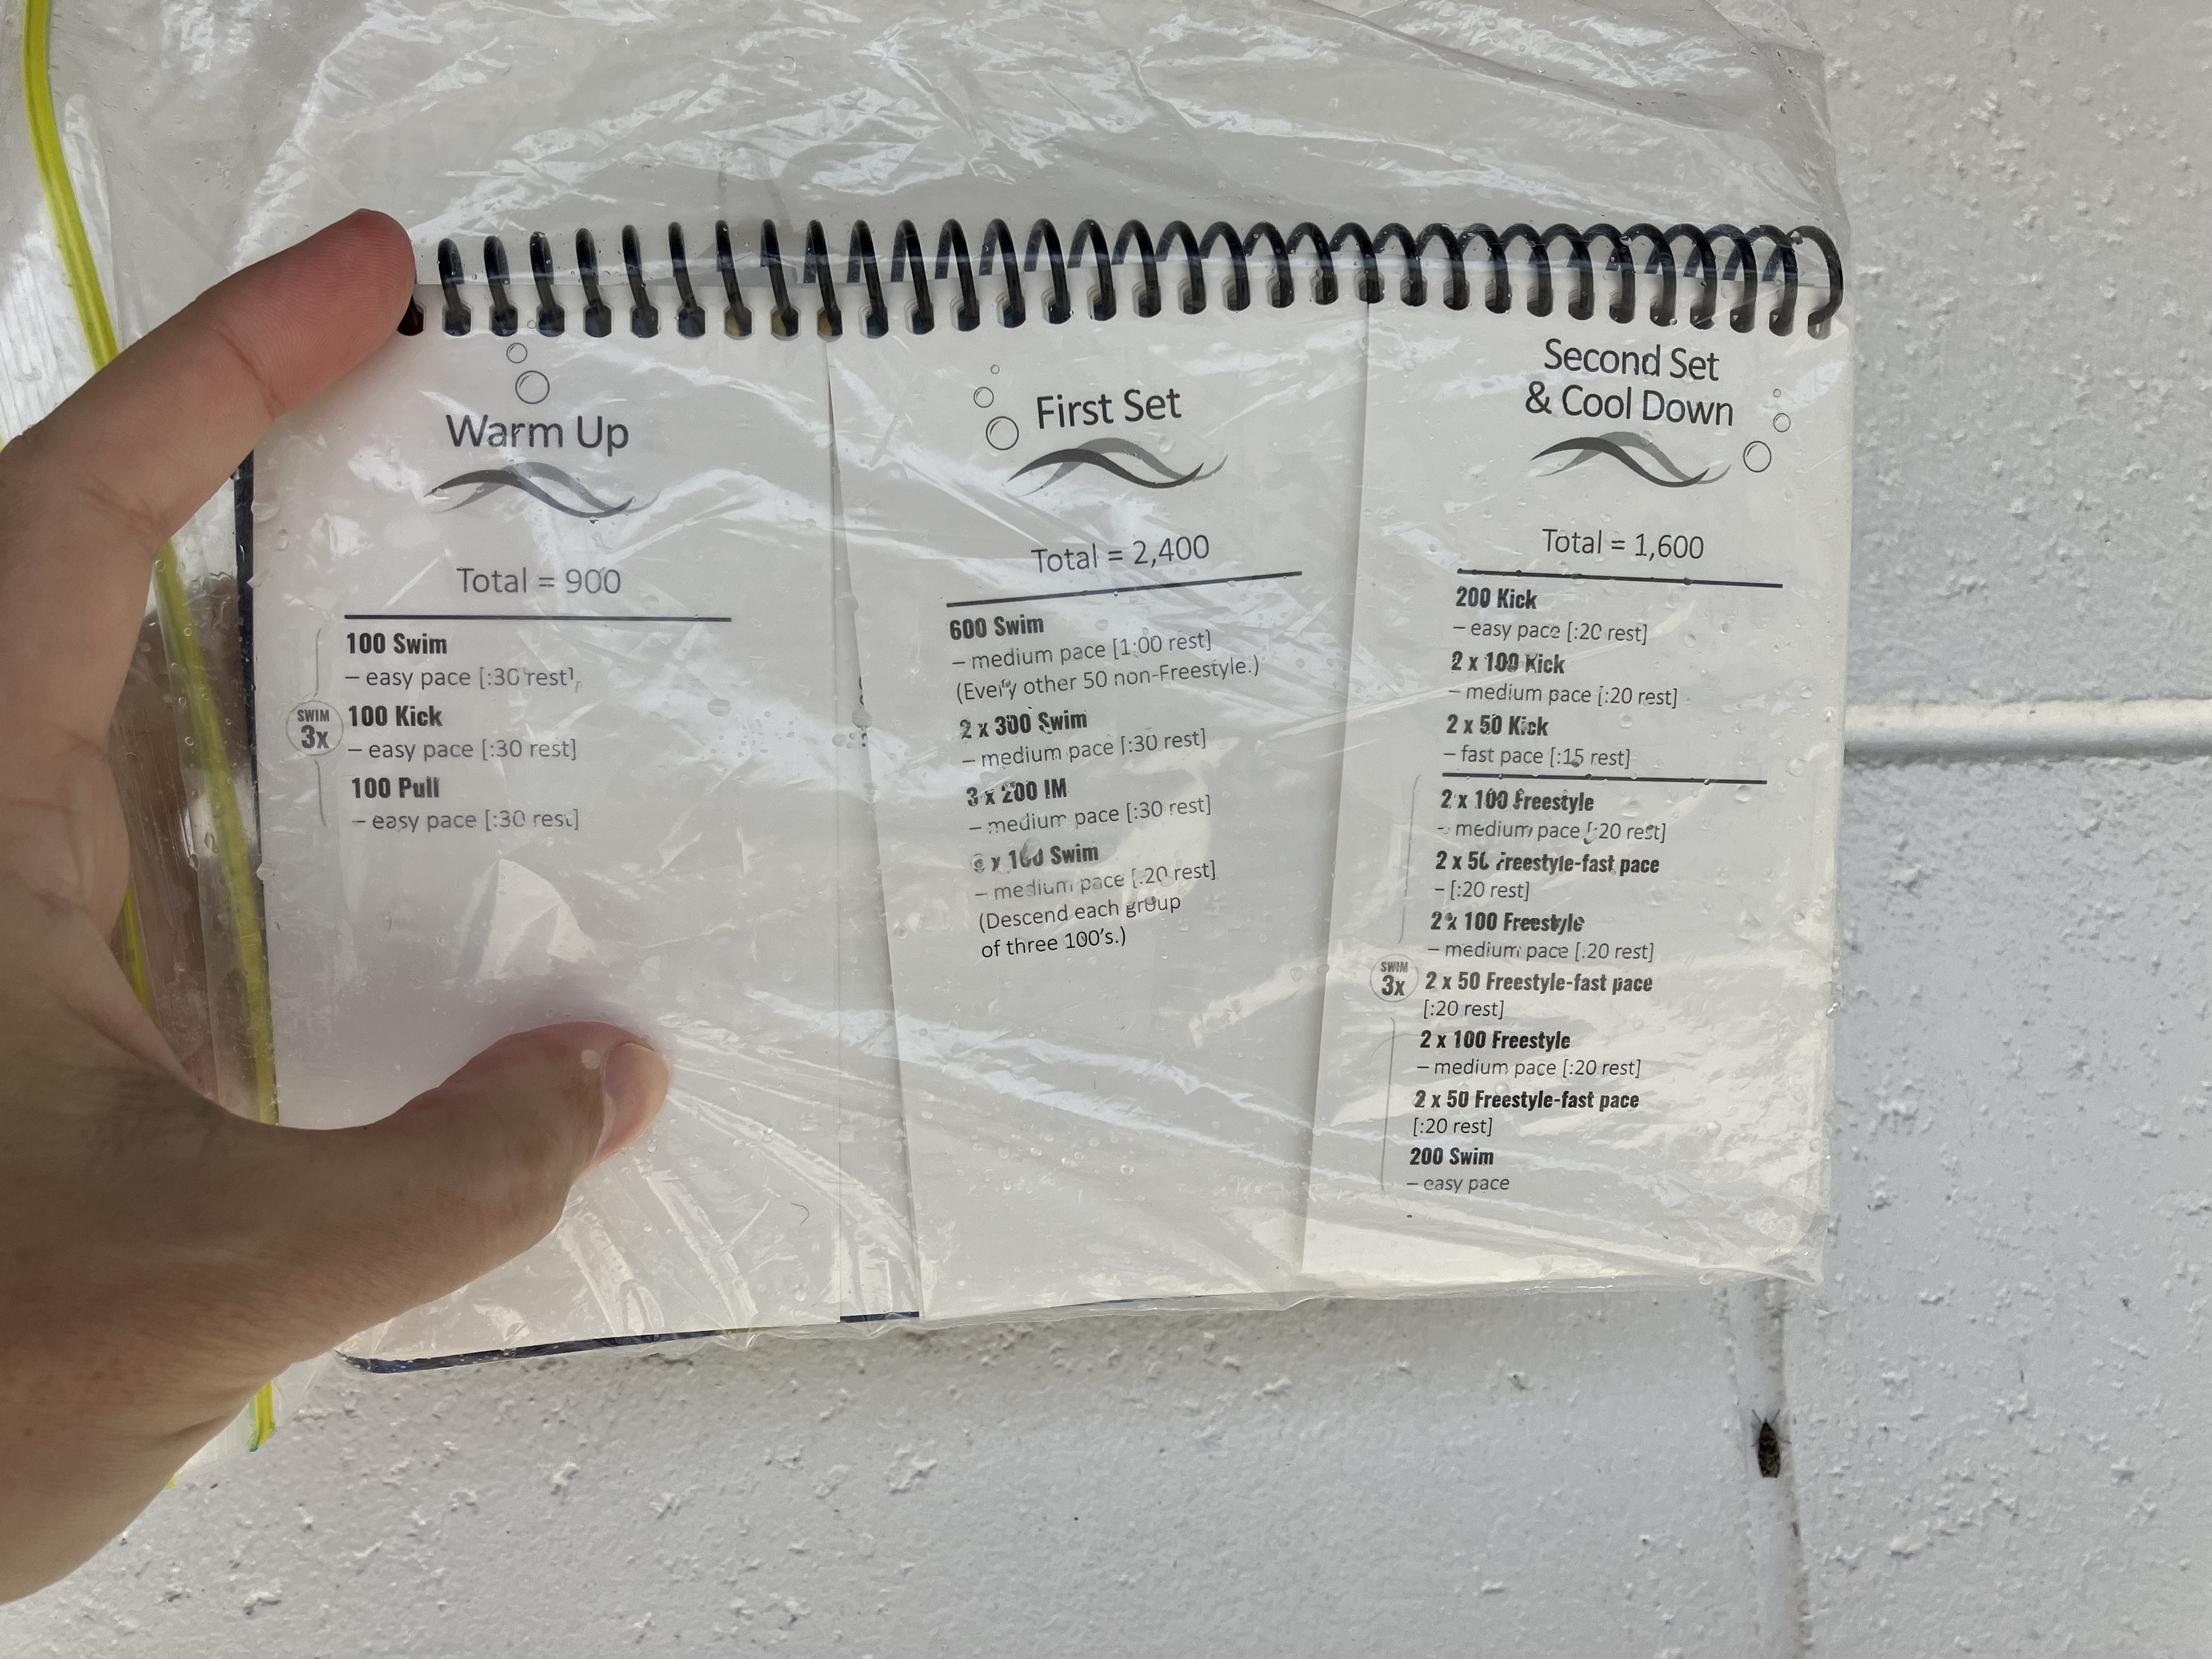 Warm Up
Total = 900
100 Swim
– easy pace [:30 rest]
SWIM
3x
100 Kick
– easy pace [:30 rest]
100 Pull
– easy pace [:30 rest]
First Set
Total = 2,400
600 Swim
– medium pace [1:00 rest]
(Every other 50 non-Freestyle.)
2 x 300 Swim
– medium pace [:30 rest]
3 x 200 IM
– medium pace [:30 rest]
x 100 Swim
– medium pace [:20 rest]
(Descend each group
of three 100's.)
Second Set
& Cool Down
Total = 1,600
200 Kick
– easy pace [:20 rest]
2 x 100 Kick
– medium pace [:20 rest]
2 x 50 Kick
– fast pace [:15 rest]
2 x 100 Freestyle
– medium pace [:20 rest]
2 x 50 Freestyle-fast pace
– [:20 rest]
2 x 100 Freestyle
– medium pace [:20 rest]
SWIM
3x
2 x 50 Freestyle-fast pace
[:20 rest]
2 x 100 Freestyle
– medium pace [:20 rest]
2 x 50 Freestyle-fast pace
[:20 rest]
200 Swim
– easy pace